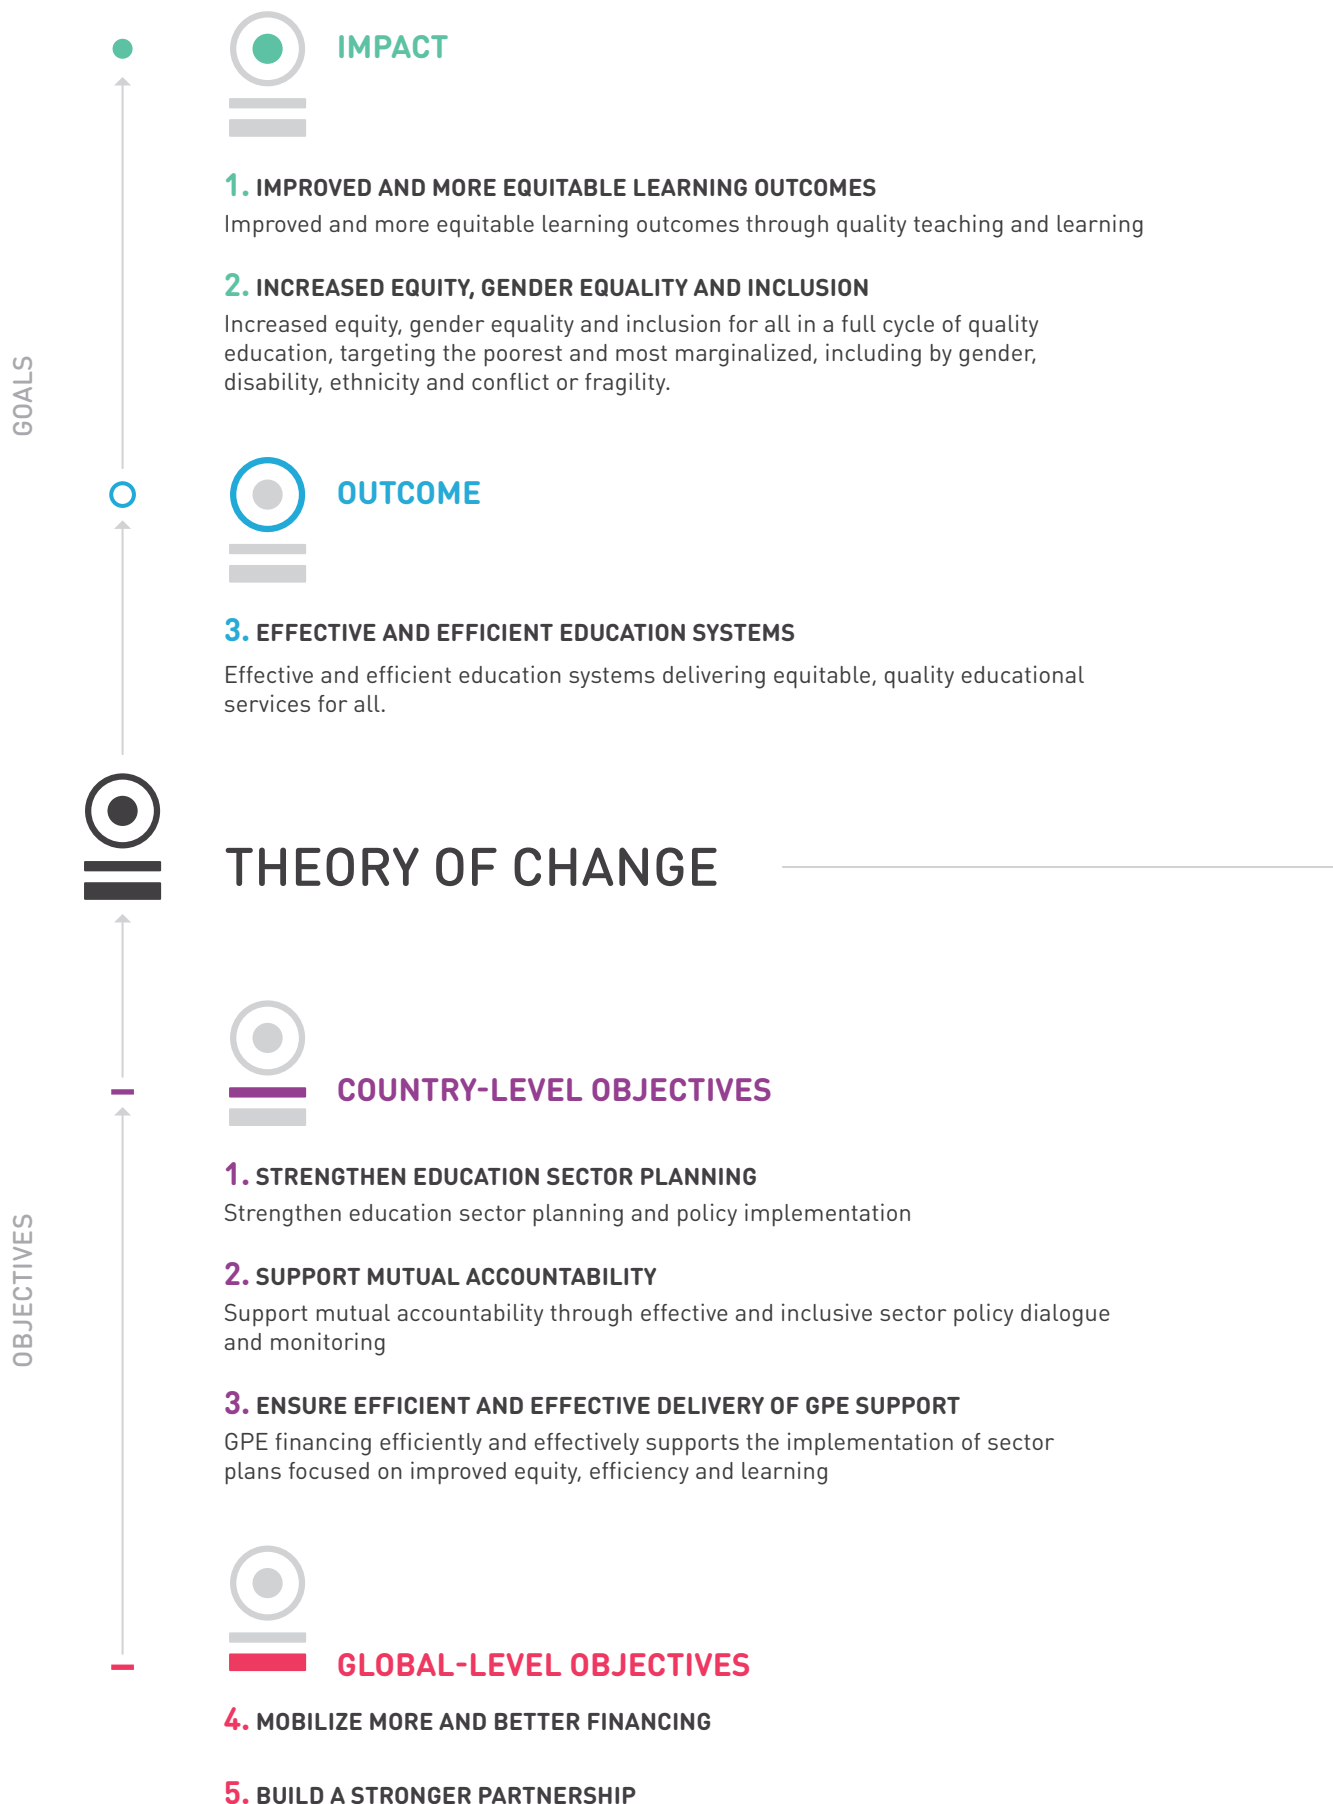 IMPACT
1. IMPROVED AND MORE EQUITABLE LEARNING OUTCOMES
Improved and more equitable learning outcomes through quality teaching and learning
2. INCREASED EQUITY, GENDER EQUALITY AND INCLUSION
Increased equity, gender equality and inclusion for all in a full cycle of quality
education, targeting the poorest and most marginalized, including by gender,
disability, ethnicity and conflict or fragility.
GOALS
OUTCOME
3. EFFECTIVE AND EFFICIENT EDUCATION SYSTEMS
Effective and efficient education systems delivering equitable, quality educational
services for all.
THEORY OF CHANGE
COUNTRY-LEVEL OBJECTIVES
1. STRENGTHEN EDUCATION SECTOR PLANNING
Strengthen education sector planning and policy implementation
2. SUPPORT MUTUAL ACCOUNTABILITY
Support mutual accountability through effective and inclusive sector policy dialogue
and monitoring
OBJECTIVES
3. ENSURE EFFICIENT AND EFFECTIVE DELIVERY OF GPE SUPPORT
GPE financing efficiently and effectively supports the implementation of sector
plans focused on improved equity, efficiency and learning
GLOBAL-LEVEL OBJECTIVES
4. MOBILIZE MORE AND BETTER FINANCING
5. BUILD A STRONGER PARTNERSHIP